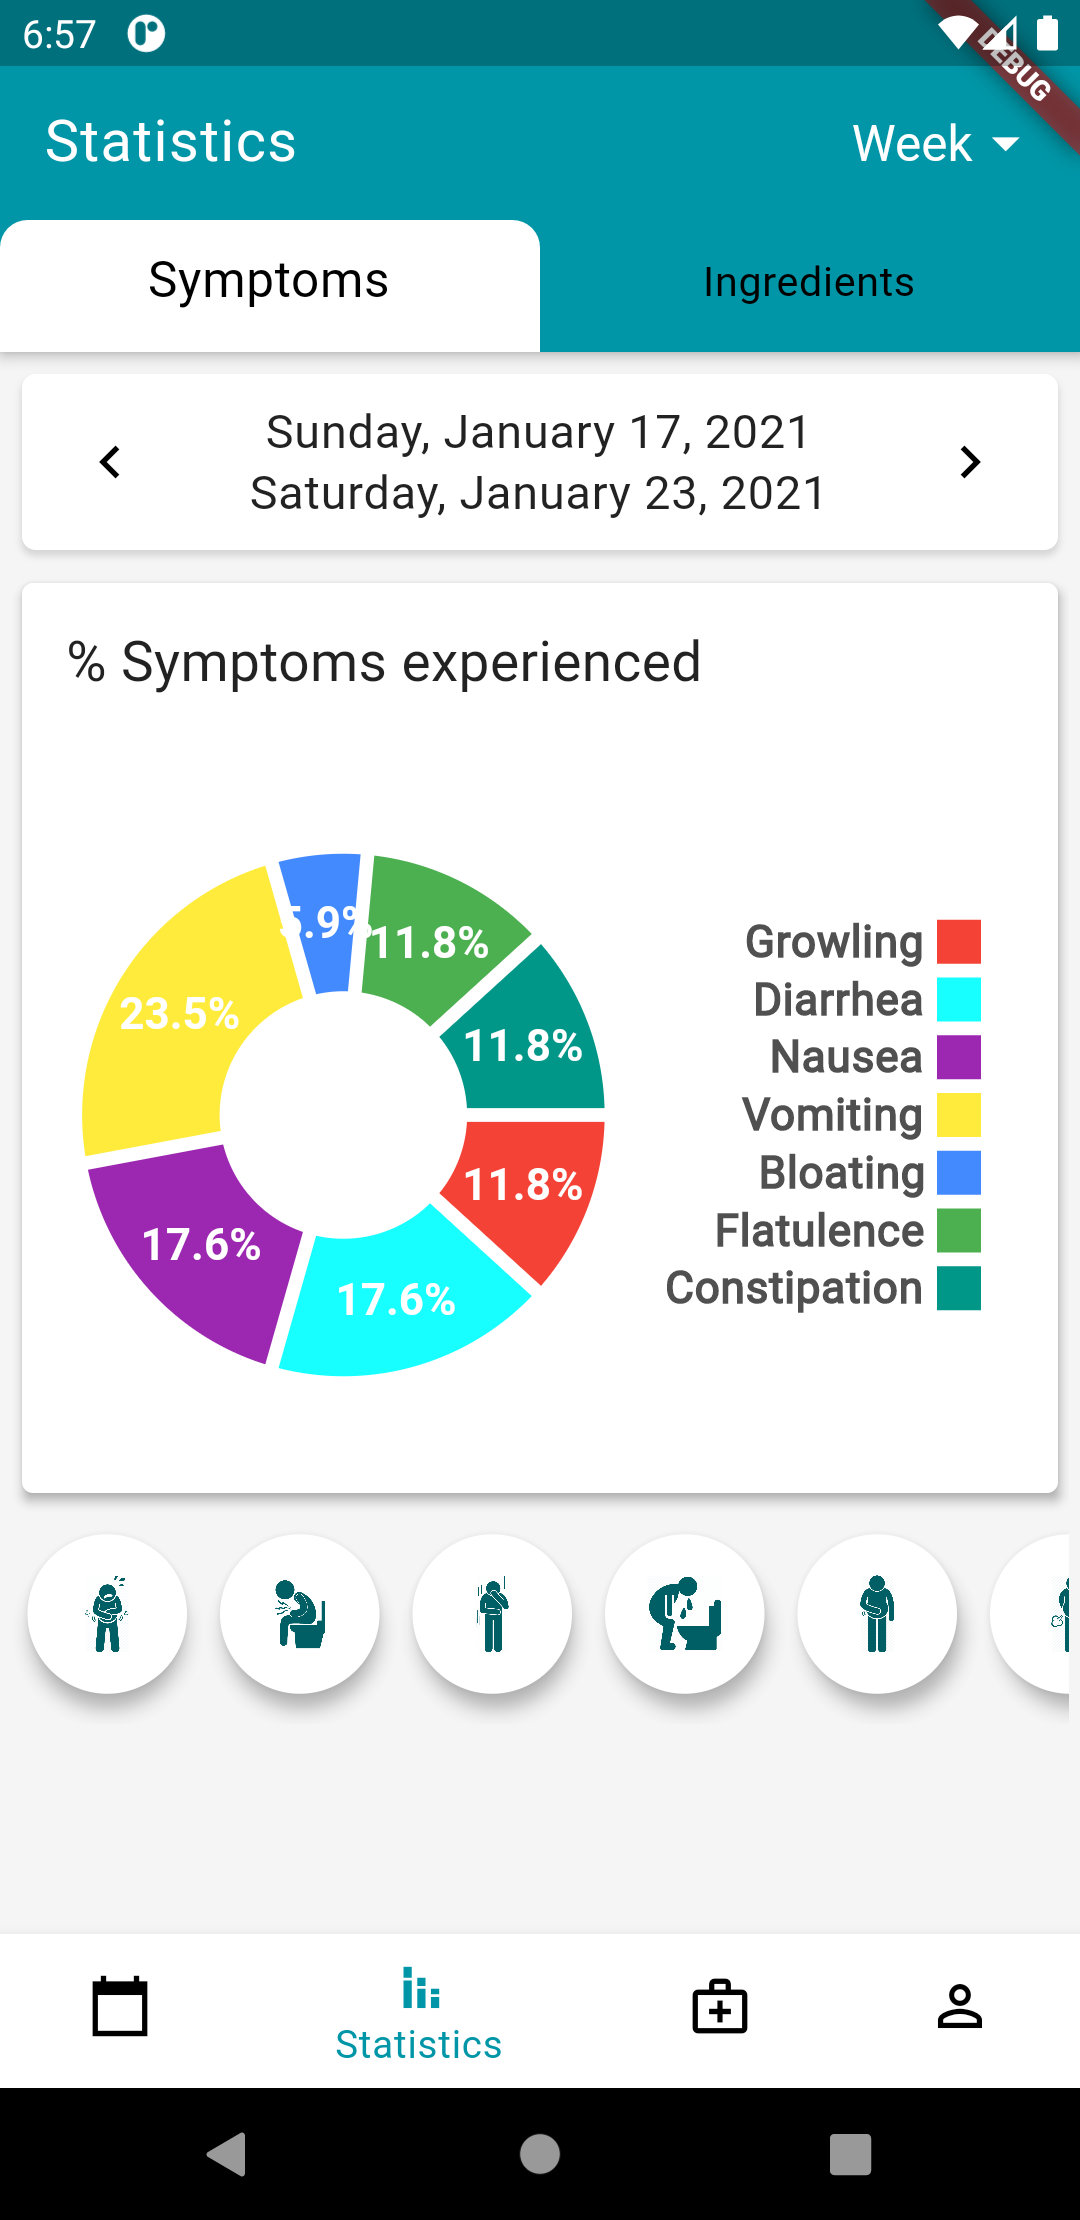 6:57
DEBUG
Statistics
Week
Symptoms
Ingredients
Sunday, January 17, 2021
Saturday, January 23, 2021
% Symptoms experienced
5.9%
11.8%
23.5%
11.8%
11.8%
17.6%
17.6%
Growling
Diarrhea
Nausea
Vomiting
Bloating
Flatulence
Constipation
Statistics